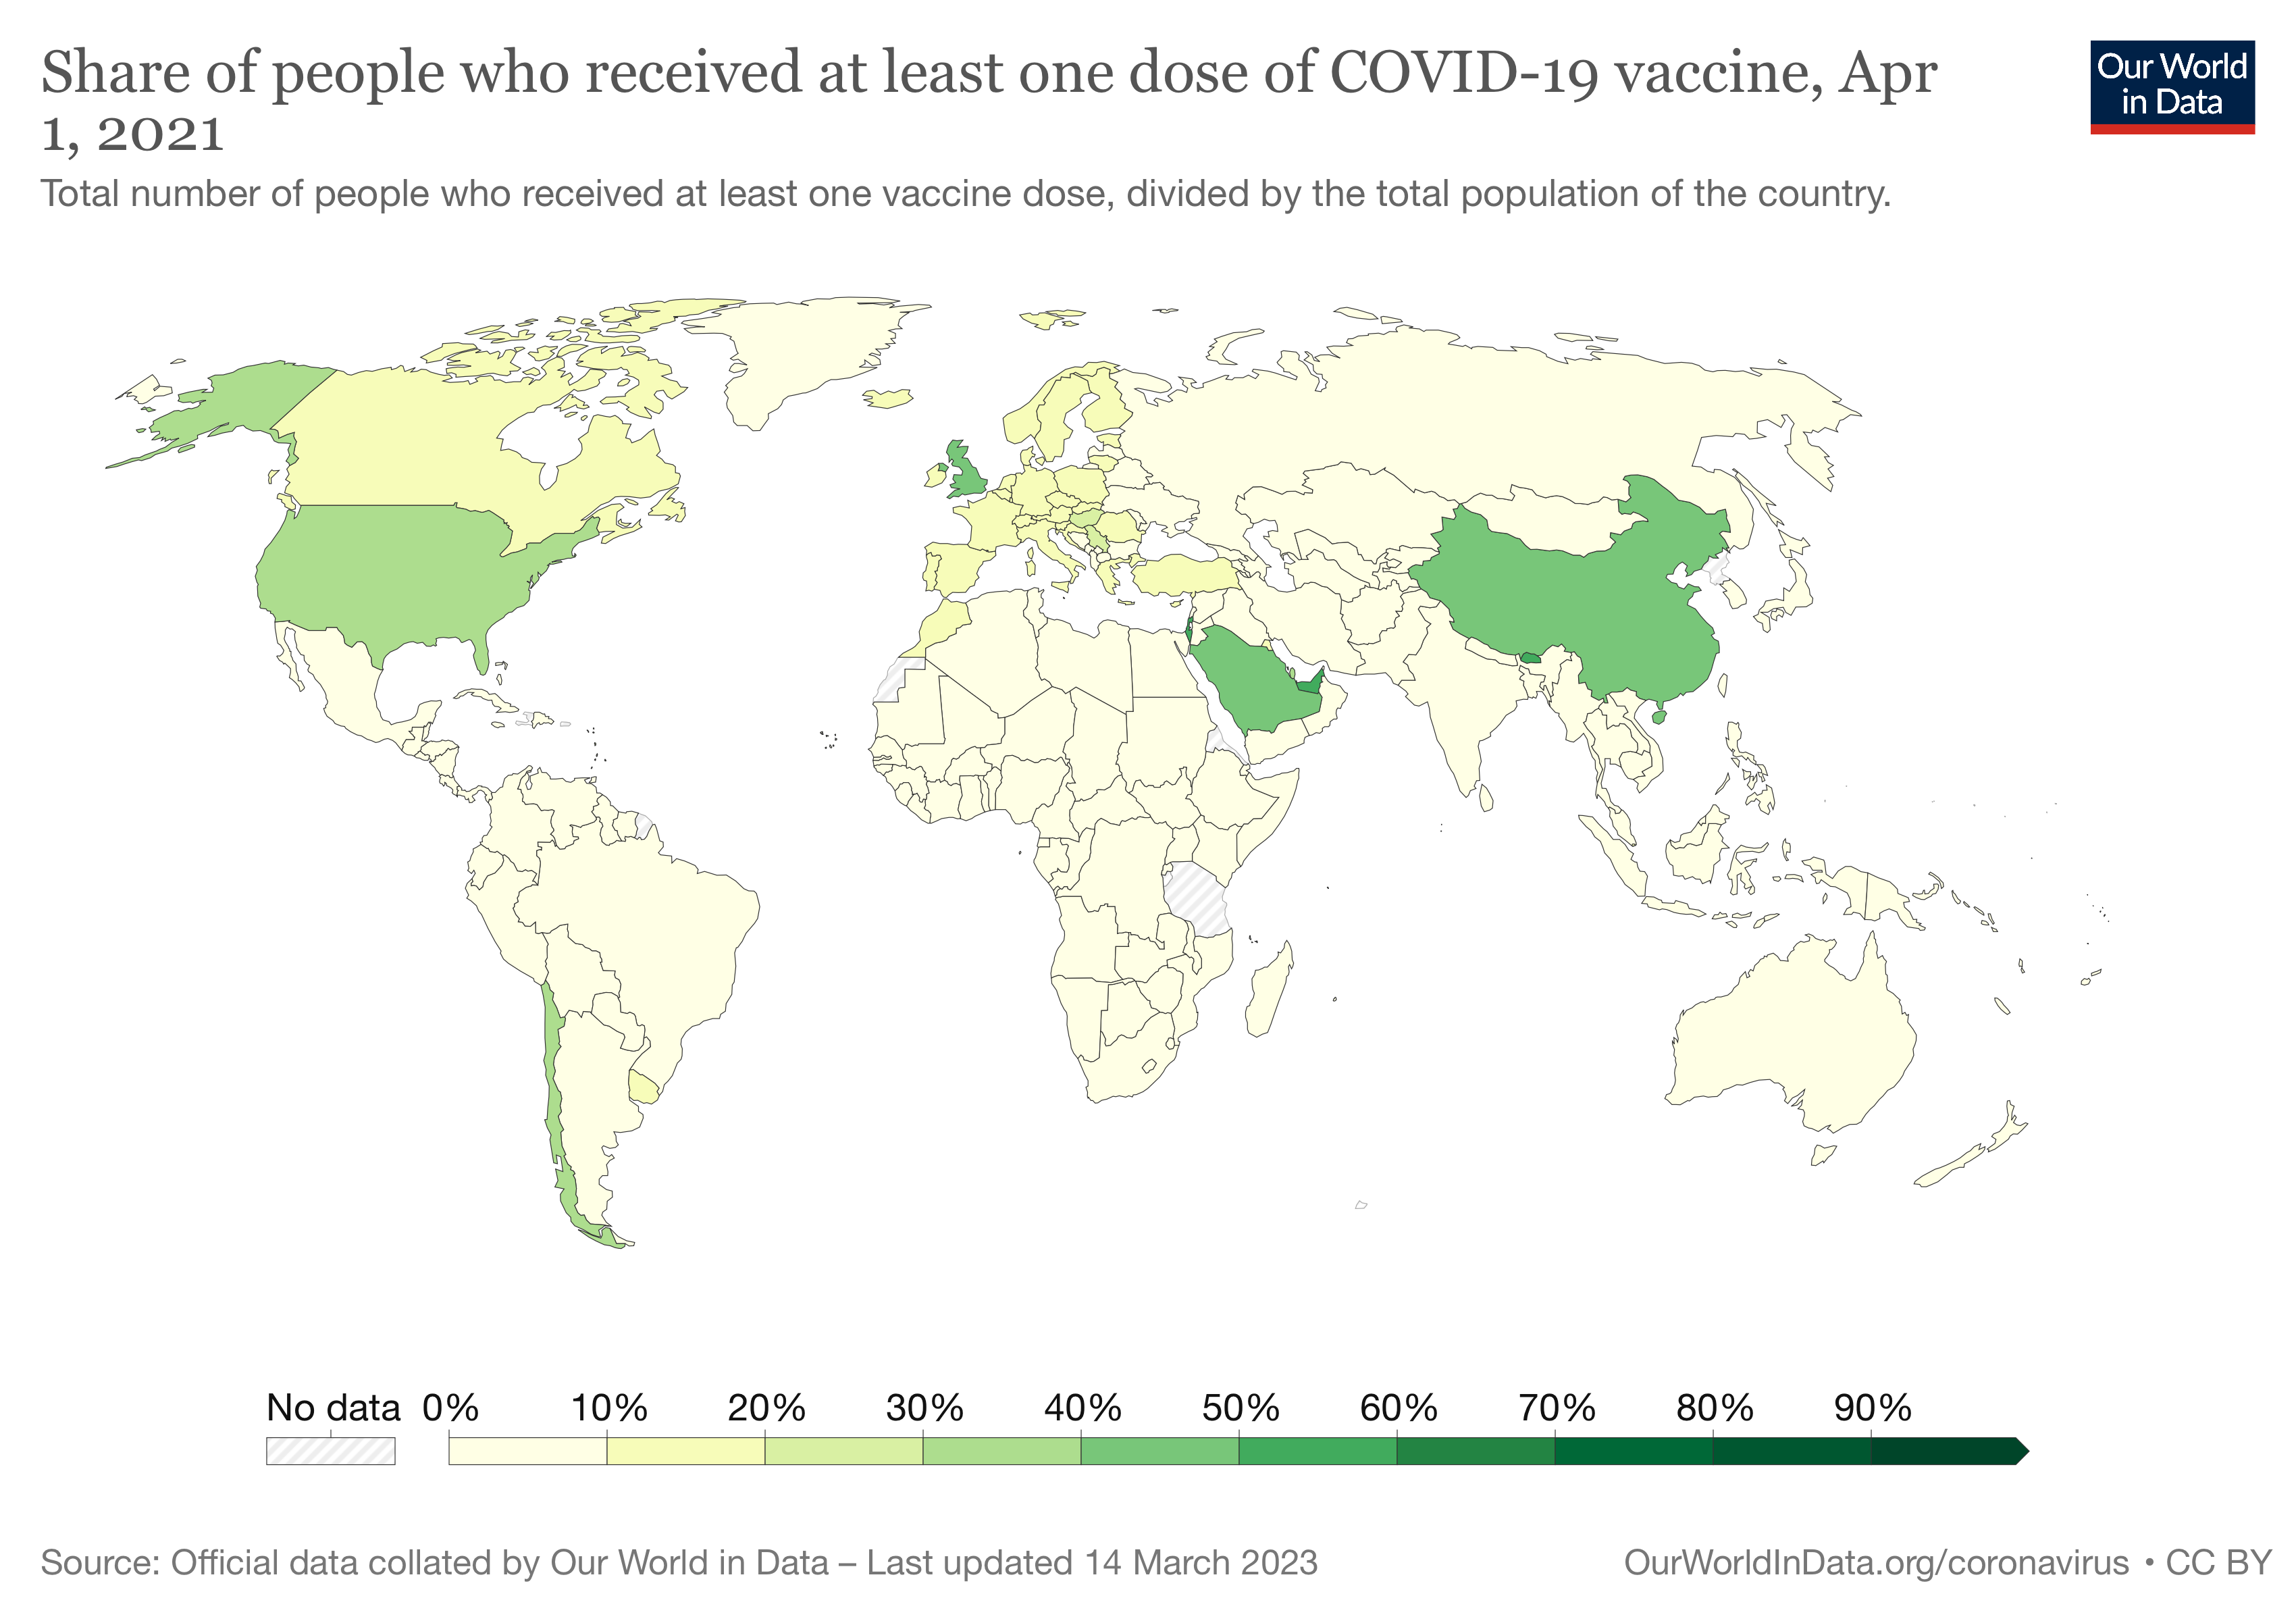 Share of people who received at least one dose of COVID-19 vaccine, Apr
1, 2021
Our World
in Data
Total number of people who received at least one vaccine dose, divided by the total population of the country.
No data 0% 10% 20% 30% 40% 50% 60% 70% 80% 90%
Source: Official data collated by Our World in Data – Last updated 14 March 2023
OurWorldInData.org/coronavirus • CC BY